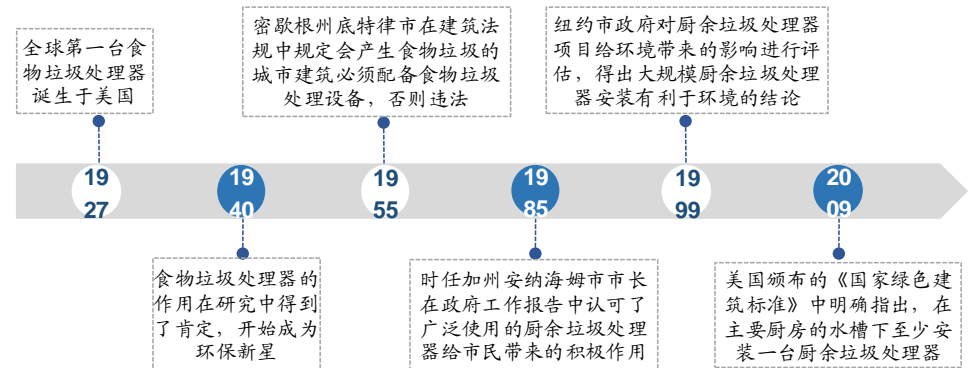 全球第一台食
物垃圾处理器
诞生于美国
密歇根州底特律市在建筑法
规中规定会产生食物垃圾的
城市建筑必须配备食物垃圾
处理设备，否则违法
纽约市政府对厨余垃圾处理器
项目给环境带来的影响进行评
估，得出大规模厨余垃圾处理
器安装有利于环境的结论
19
27
19
40
19
55
19
85
19
99
20
09
食物垃圾处理器的
作用在研究中得到
了肯定，开始成为
环保新星
时任加州安纳海姆市市长
在政府工作报告中认可了
广泛使用的厨余垃圾处理
器给市民带来的积极作用
美国颁布的《国家绿色建
筑标准》中明确指出，在
主要厨房的水槽下至少安
装一台厨余垃圾处理器